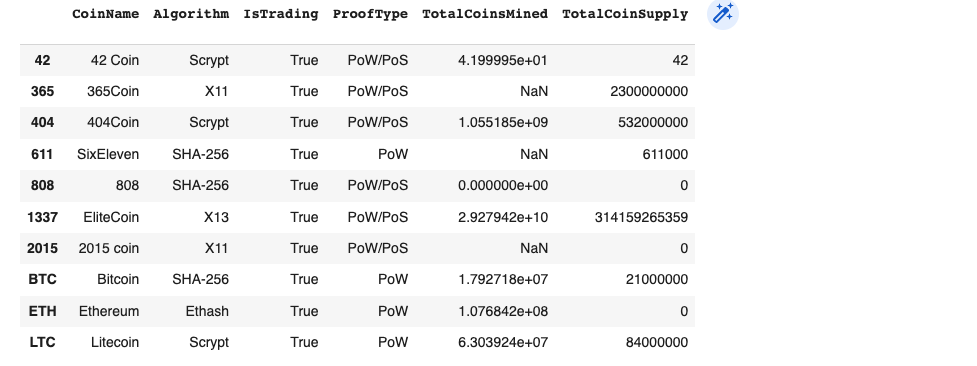 CoinName Algorithm IsTrading ProofType TotalCoinsMined TotalCoinSupply
42 42 Coin Scrypt True PoW/PoS 4.199995e+01 42
365 365Coin X11 True PoW/PoS NaN 2300000000
404 404Coin Scrypt True PoW/PoS 1.055185e+09 532000000
611 SixEleven SHA-256 True PoW NaN 611000
808 808 SHA-256 True PoW/PoS 0.000000e+00 0
1337 EliteCoin X13 True PoW/PoS 2.927942e+10 314159265359
2015 2015 coin X11 True PoW/PoS NaN 0
BTC Bitcoin SHA-256 True PoW 1.792718e+07 21000000
ETH Ethereum Ethash True PoW 1.076842e+08 0
LTC Litecoin Scrypt True PoW 6.303924e+07 84000000